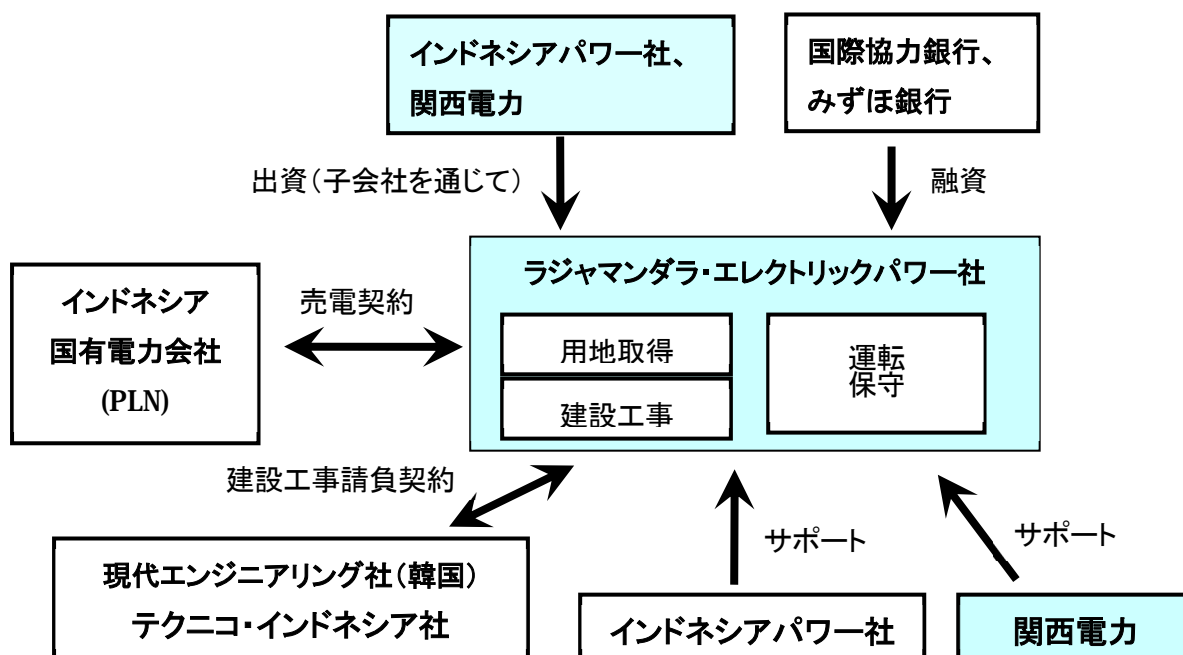 インドネシアパワー社、
関西電力
国際協力銀行、
みずほ銀行
出資（子会社を通じて）
融資
ラジャマンダラ・エレクトリックパワー社
インドネシア
国有電力会社
(PLN)
売電契約
用地取得
建設工事
運転
保守
建設工事請負契約
サポート
サポート
現代エンジニアリング社（韓国）
テクニコ・インドネシア社
インドネシアパワー社
関西電力